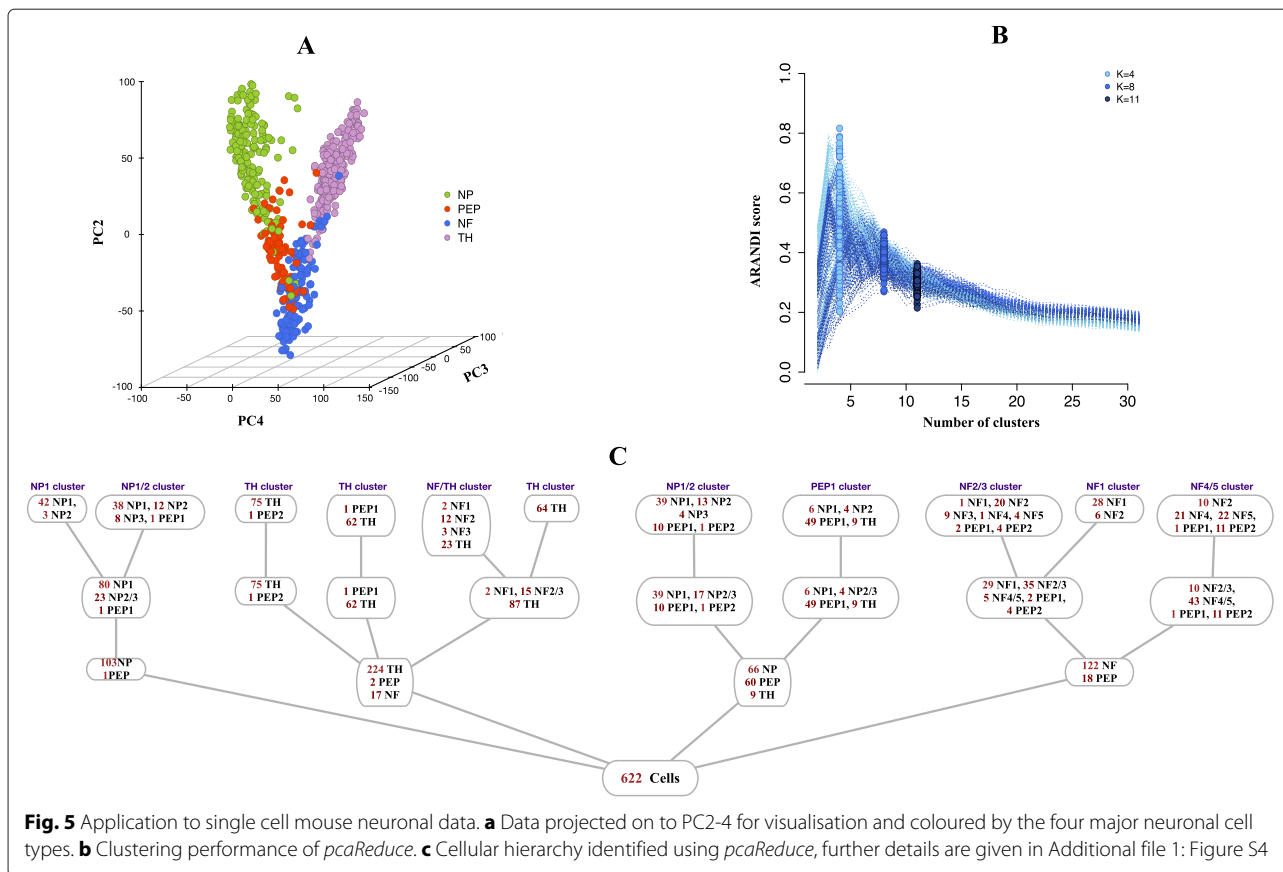 A
PC2
100
50
0
-50
-100
-100
-50
0
50
100
150
PC4
-150
-100
-50
0
50
100
PC3
NP
PEP
NF
TH
B
ARANDI score
1.0
0.8
0.6
0.4
0.2
0.0
5
10
15
20
25
30
Number of clusters
K=4
K=8
K=11
C
NP1 cluster
42 NP1,
3 NP2
NP1/2 cluster
38 NP1, 12 NP2
8 NP3, 1 PEP1
TH cluster
75 TH
1 PEP2
TH cluster
1 PEP1
62 TH
NF/TH cluster
2 NF1
12 NF2
3 NF3
23 TH
TH cluster
64 TH
NP1/2 cluster
39 NP1, 13 NP2
4 NP3
10 PEP1, 1 PEP2
PEP1 cluster
6 NP1, 4 NP2
49 PEP1, 9 TH
NF2/3 cluster
1 NF1, 20 NF2
9 NF3, 1 NF4, 4 NF5
2 PEP1, 4 PEP2
NF1 cluster
28 NF1
6 NF2
NF4/5 cluster
10 NF2
21 NF4, 22 NF5,
1 PEP1, 11 PEP2
80 NP1
23 NP2/3
1 PEP1
75 TH
1 PEP2
1 PEP1
62 TH
2 NF1, 15 NF2/3
87 TH
39 NP1, 17 NP2/3
10 PEP1, 1 PEP2
6 NP1, 4 NP2/3
49 PEP1, 9 TH
29 NF1, 35 NF2/3
5 NF4/5, 2 PEP1,
4 PEP2
10 NF2/3,
43 NF4/5,
1 PEP1, 11 PEP2
103NP
1PEP
224 TH
2 PEP
17 NF
66 NP
60 PEP
9 TH
122 NF
18 PEP
622 Cells
Fig. 5 Application to single cell mouse neuronal data. a Data projected on to PC2-4 for visualisation and coloured by the four major neuronal cell
types. b Clustering performance of pcaReduce. c Cellular hierarchy identified using pcaReduce, further details are given in Additional file 1: Figure S4